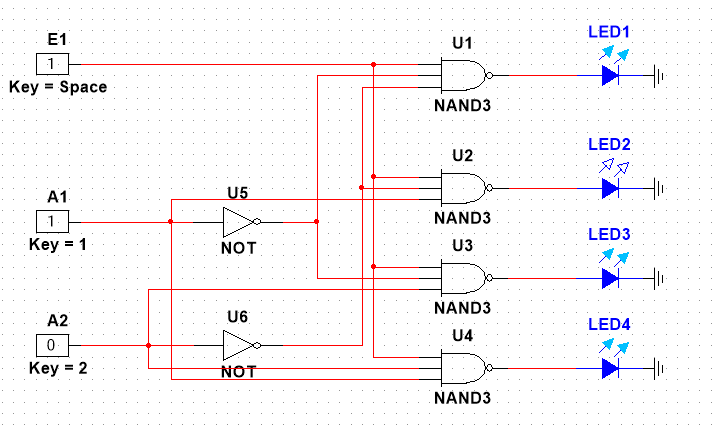 E1
1
Key = Space
U1
NAND3
LED1
U2
NAND3
LED2
A1
1
Key = 1
U5
NOT
U3
NAND3
LED3
A2
0
Key = 2
U6
NOT
U4
NAND3
LED4